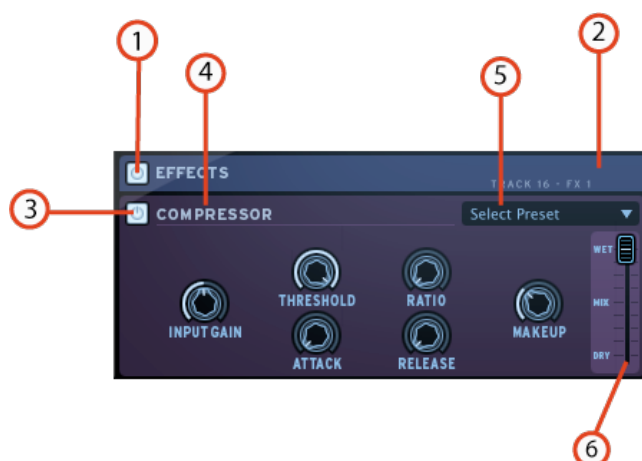 1
4
5
2
EFFECTS
TRACK 16 - FX 1
3
COMPRESSOR
Select Preset
WET
THRESHOLD
RATIO
MIX
INPUT GAIN
MAKEUP
DRY
ATTACK
RELEASE
6